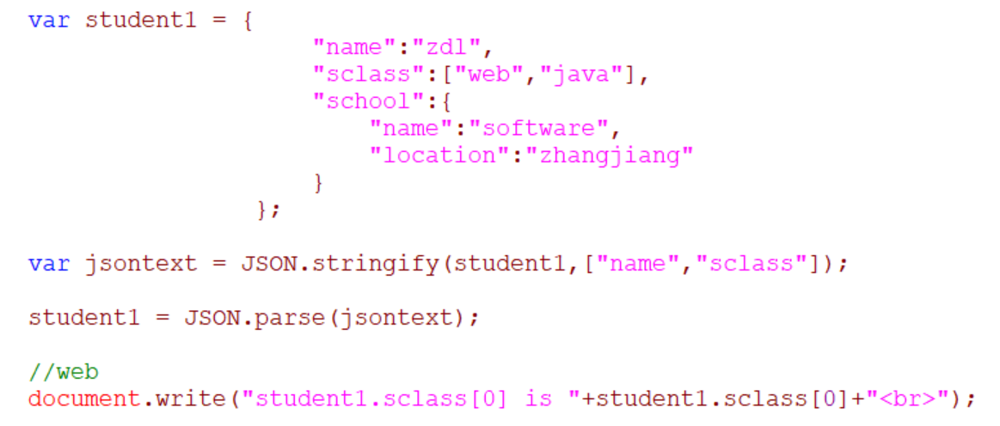 var student1 = {
"name":"zdl",
"sclass":["web","java"],
"school":{
"name":"software",
"location":"zhangjiang"
}
};
var jsontext = JSON.stringify(student1,["name","sclass"]);
student1 = JSON.parse(jsontext);
//web
document.write("student1.sclass[0] is "+student1.sclass[0]+"<br>");